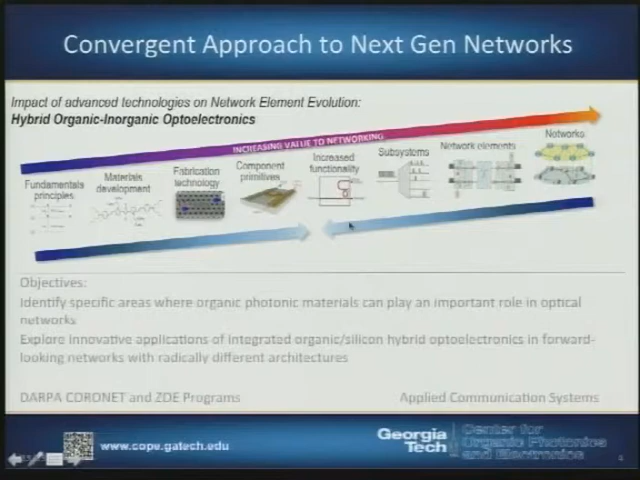 Convergent Approach to Next Gen Networks
Impact of advanced technologies on Network Element Evolution:
Hybrid Organic-Inorganic Optoelectronics
INCREASING VALUE TO NETWORKING
Fundamentals
principles
Materials
development
Fabrication
technology
Component
primitives
Increased
functionality
Subsystems
Network elements
Networks
Objectives:
Identify specific areas where organic photonic materials can play an important role in optical
networks
Explore innovative applications of integrated organic/silicon hybrid optoelectronics in forward-
looking networks with radically different architectures
DARPA CORONET and ZDE Programs
Applied Communication Systems
www.cope.gatech.edu
Georgia
Tech
Center for
Organic Photonics
and Electronics